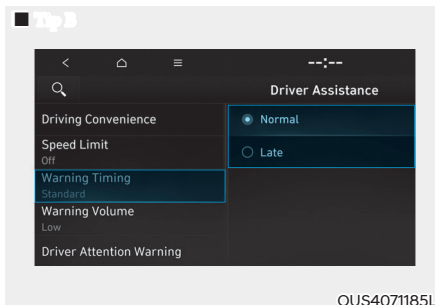 Tip B
< ≡ --:--
Driver Assistance
Driving Convenience
Speed Limit
Off
Warning Timing
Standard
Warning Volume
Low
Driver Attention Warning
Normal
Late
OUS4071185L